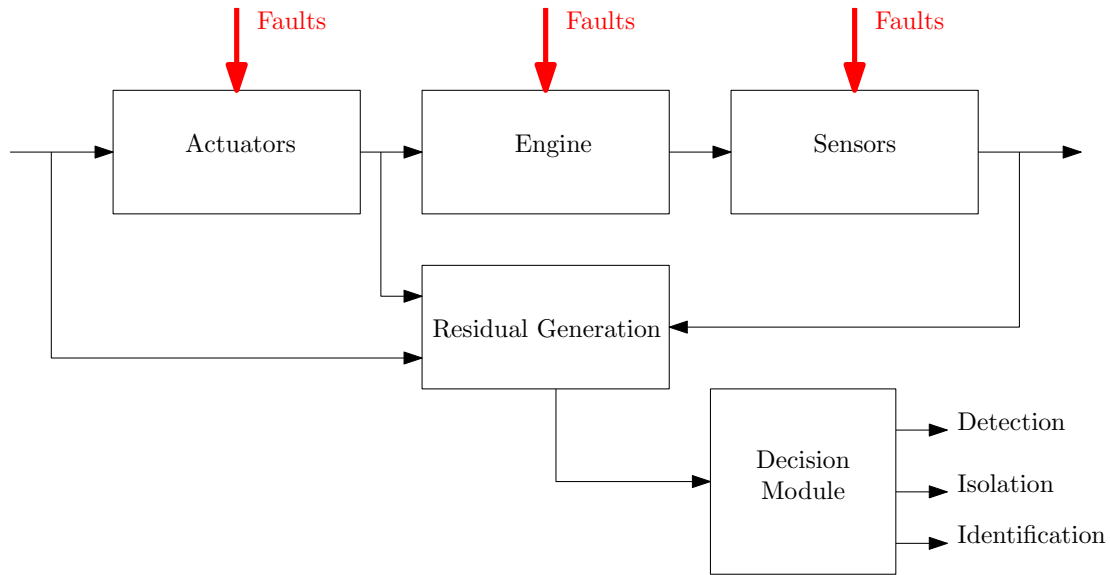 Faults
Faults
Faults
Actuators
Engine
Sensors
Residual Generation
Decision
Module
Detection
Isolation
Identification